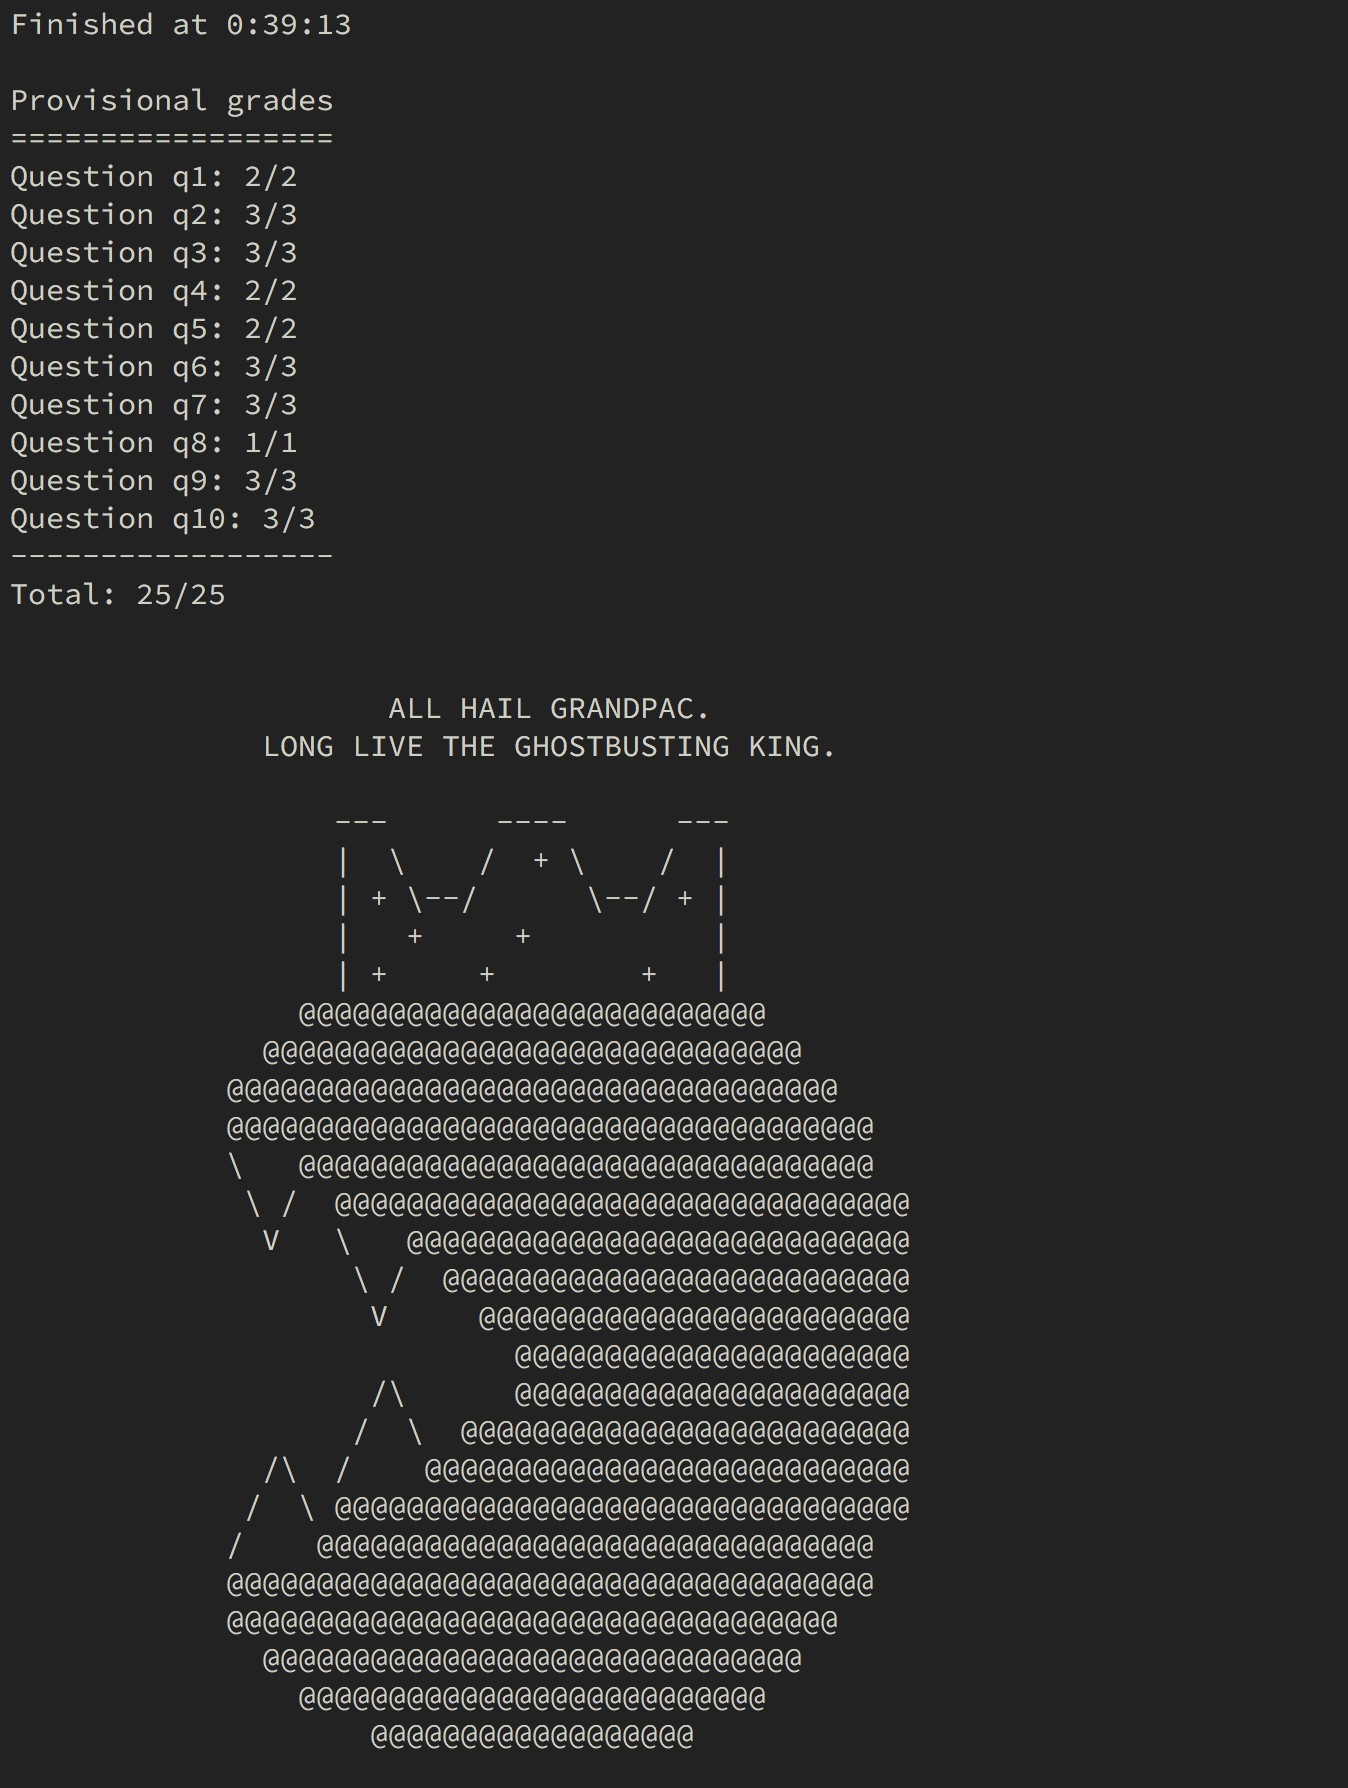 Finished at 0:39:13
Provisional grades
==================
Question q1: 2/2
Question q2: 3/3
Question q3: 3/3
Question q4: 2/2
Question q5: 2/2
Question q6: 3/3
Question q7: 3/3
Question q8: 1/1
Question q9: 3/3
Question q10: 3/3
------------------
Total: 25/25
ALL HAIL GRANDPAC.
LONG LIVE THE GHOSTBUSTING KING.